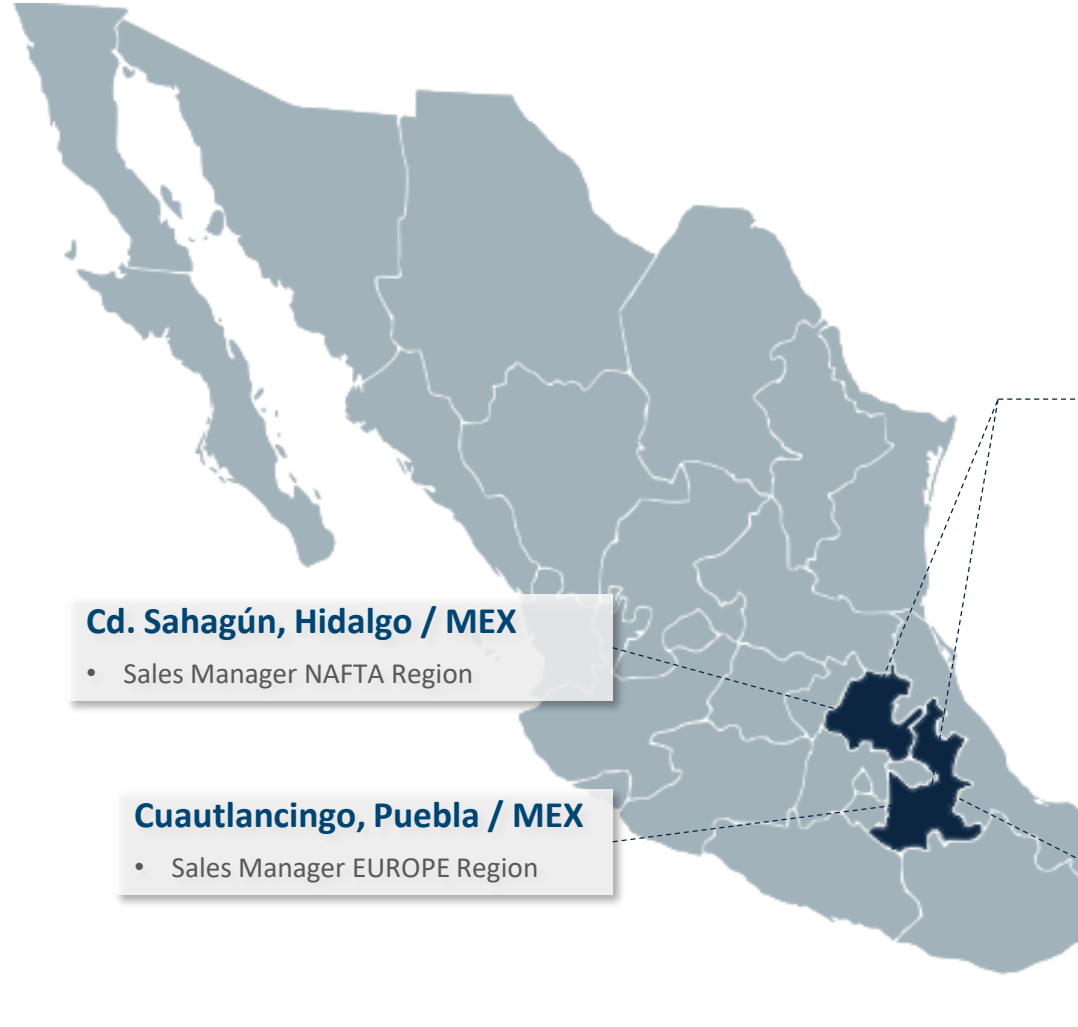 Cd. Sahagún, Hidalgo / MEX
• Sales Manager NAFTA Region
Cuautlancingo, Puebla / MEX
• Sales Manager EUROPE Region